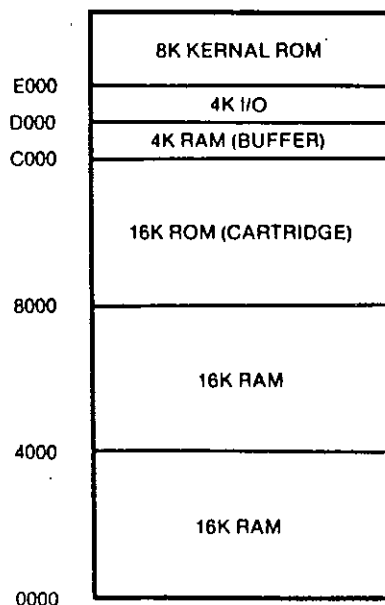 8K KERNAL ROM
E000
4K I/O
D000
4K RAM (BUFFER)
C000
16K ROM (CARTRIDGE)
8000
16K RAM
4000
16K RAM
0000